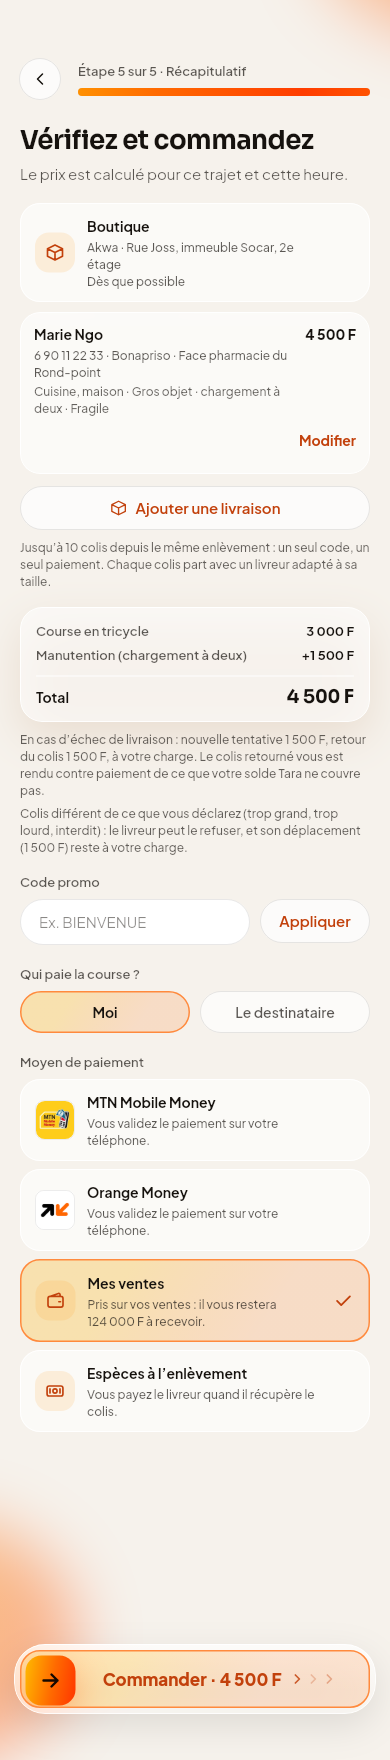 Étape 5 sur 5 · Récapitulatif
Vérifiez et commandez
Le prix est calculé pour ce trajet et cette heure.
Boutique
Akwa · Rue Joss, immeuble Socar, 2e
étage
Dès que possible
Marie Ngo 4 500 F
6 90 11 22 33 · Bonapriso · Face pharmacie du
Rond-point
Cuisine, maison · Gros objet · chargement à
deux · Fragile
Modifier
Ajouter une livraison
Jusqu'à 10 colis depuis le même enlèvement : un seul code, un
seul paiement. Chaque colis part avec un livreur adapté à sa
taille.
Course en tricycle 3 000 F
Manutention (chargement à deux) +1 500 F
Total 4 500 F
En cas d'échec de livraison : nouvelle tentative 1 500 F, retour
du colis 1 500 F, à votre charge. Le colis retourné vous est
rendu contre paiement de ce que votre solde Tara ne couvre
pas.
Colis différent de ce que vous déclarez (trop grand, trop
lourd, interdit) : le livreur peut le refuser, et son déplacement
(1 500 F) reste à votre charge.
Code promo
Ex. BIENVENUE Appliquer
Qui paie la course ?
Moi Le destinataire
Moyen de paiement
MTN Mobile Money
Vous validez le paiement sur votre
téléphone.
Orange Money
Vous validez le paiement sur votre
téléphone.
Mes ventes
Pris sur vos ventes : il vous restera
124 000 F à recevoir.
Espèces à l'enlèvement
Vous payez le livreur quand il récupère le
colis.
Commander · 4 500 F